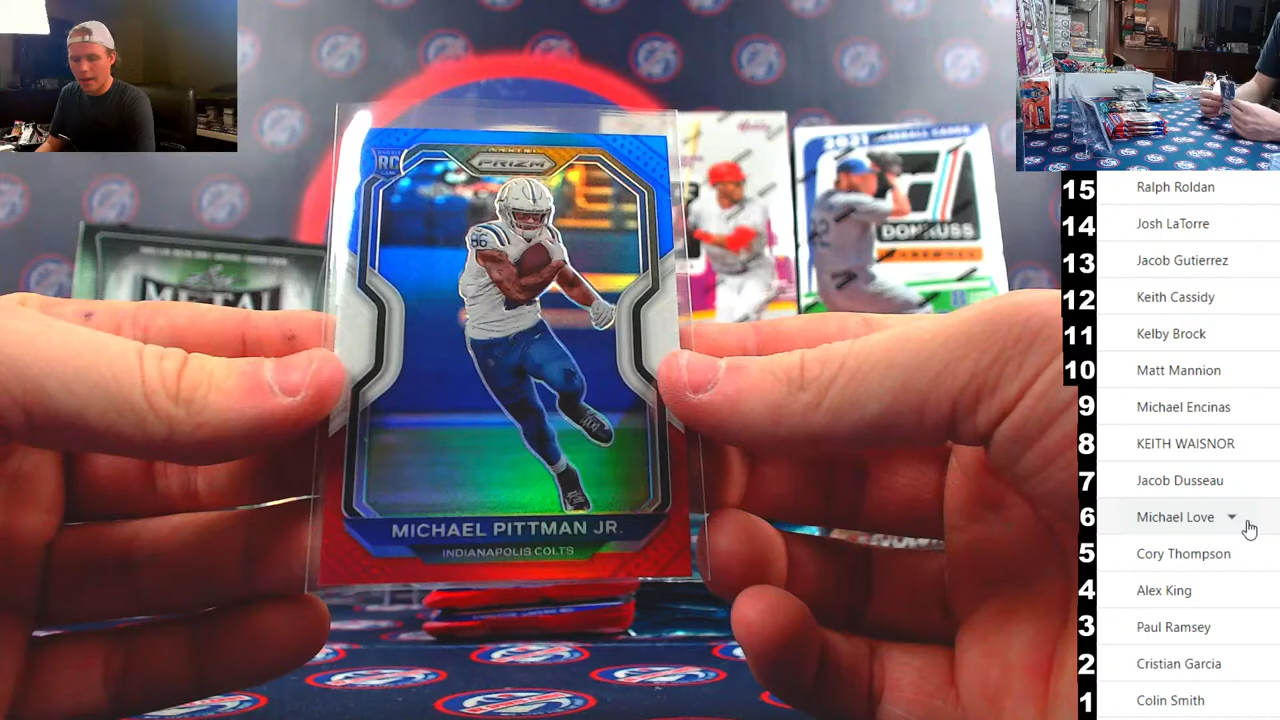 RC
PRIZM
86
MICHAEL PITTMAN JR.
INDIANAPOLIS COLTS
METAL
2021
DONRUSS
15 Ralph Roldan
14 Josh LaTorre
13 Jacob Gutierrez
12 Keith Cassidy
11 Kelby Brock
10 Matt Mannion
9 Michael Encinas
8 KEITH WAISNOR
7 Jacob Dusseau
6 Michael Love
5 Cory Thompson
4 Alex King
3 Paul Ramsey
2 Cristian Garcia
1 Colin Smith